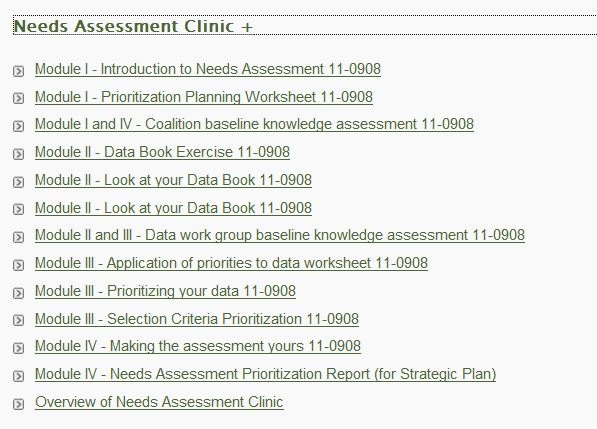 Needs Assessment Clinic +
Module I - Introduction to Needs Assessment 11-0908
Module I - Prioritization Planning Worksheet 11-0908
Module I and IV - Coalition baseline knowledge assessment 11-0908
Module II - Data Book Exercise 11-0908
Module II - Look at your Data Book 11-0908
Module II - Look at your Data Book 11-0908
Module II and III - Data work group baseline knowledge assessment 11-0908
Module III - Application of priorities to data worksheet 11-0908
Module III - Prioritizing your data 11-0908
Module III - Selection Criteria Prioritization 11-0908
Module IV - Making the assessment yours 11-0908
Module IV - Needs Assessment Prioritization Report (for Strategic Plan)
Overview of Needs Assessment Clinic